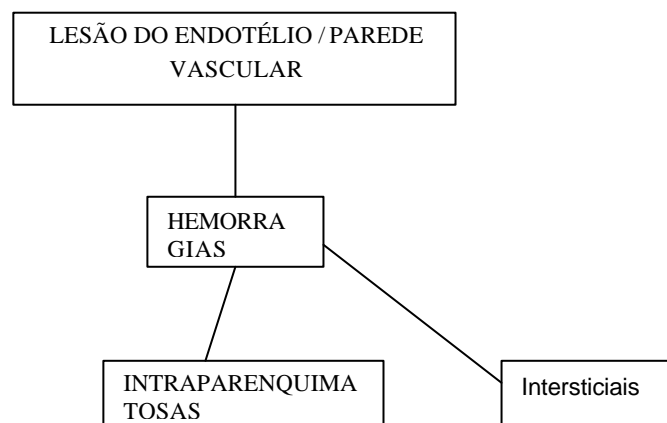 LESÃO DO ENDOTÉLIO / PAREDE
VASCULAR
HEMORRA
GIAS
INTRAPARENQUIMA
TOSAS
Intersticiais